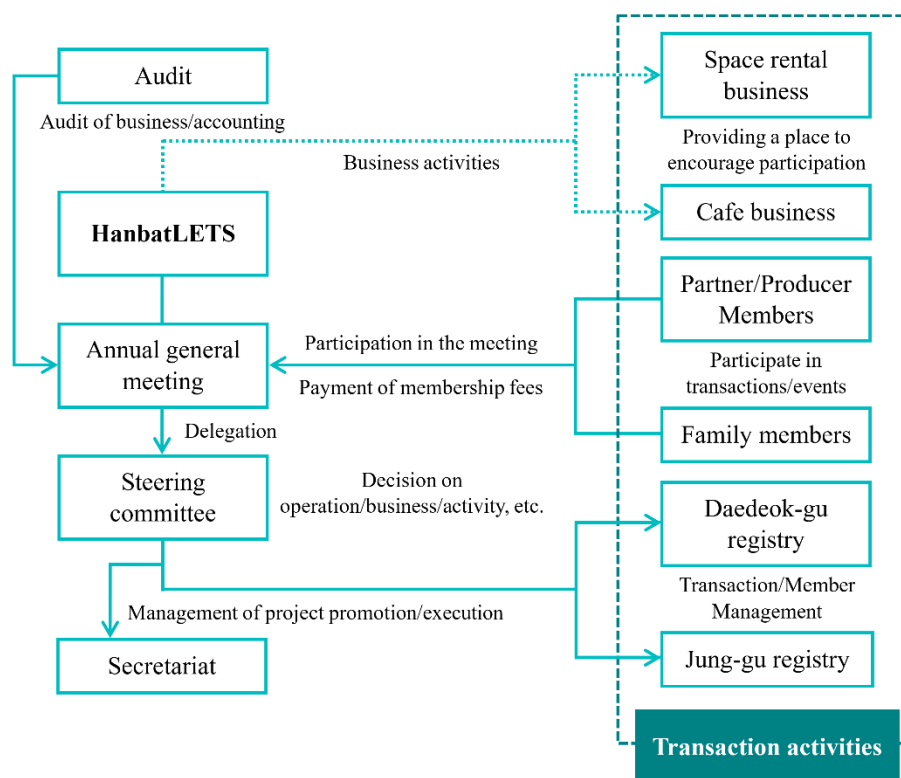 Audit
Audit of business/accounting
Business activities
HanbatLETS
Annual general
meeting
Participation in the meeting
Payment of membership fees
Delegation
Steering
committee
Decision on
operation/business/activity, etc.
Management of project promotion/execution
Secretariat
Space rental
business
Providing a place to
encourage participation
Cafe business
Partner/Producer
Members
Participate in
transactions/events
Family members
Daedeok-gu
registry
Transaction/Member
Management
Jung-gu registry
Transaction activities